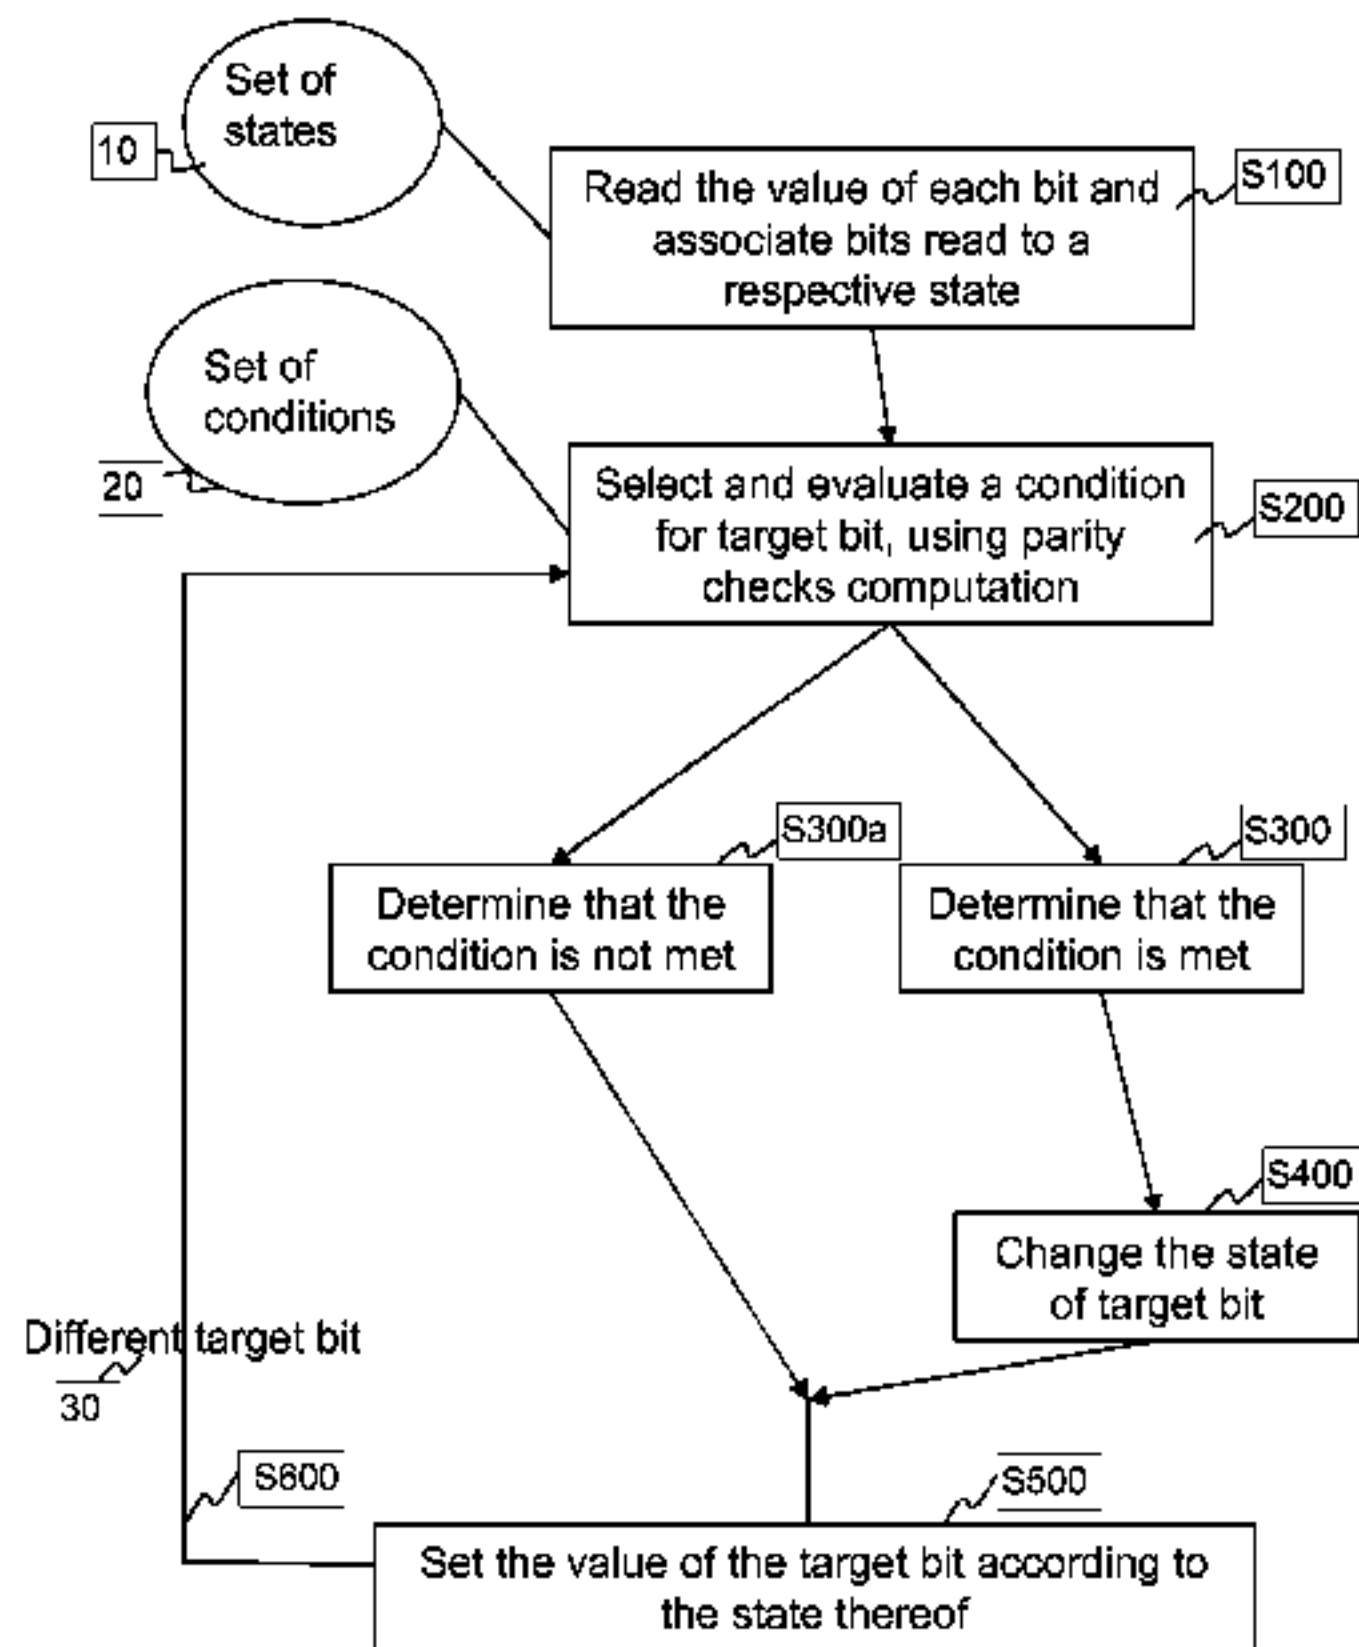 Set of
states
10
Read the value of each bit and
associate bits read to a
respective state
S100
Set of
conditions
20
Select and evaluate a condition
for target bit, using parity
checks computation
S200
S300a
S300
Determine that the
condition is not met
Determine that the
condition is met
S400
Change the state
of target bit
Different target bit
30
S600
S500
Set the value of the target bit according to
the state thereof